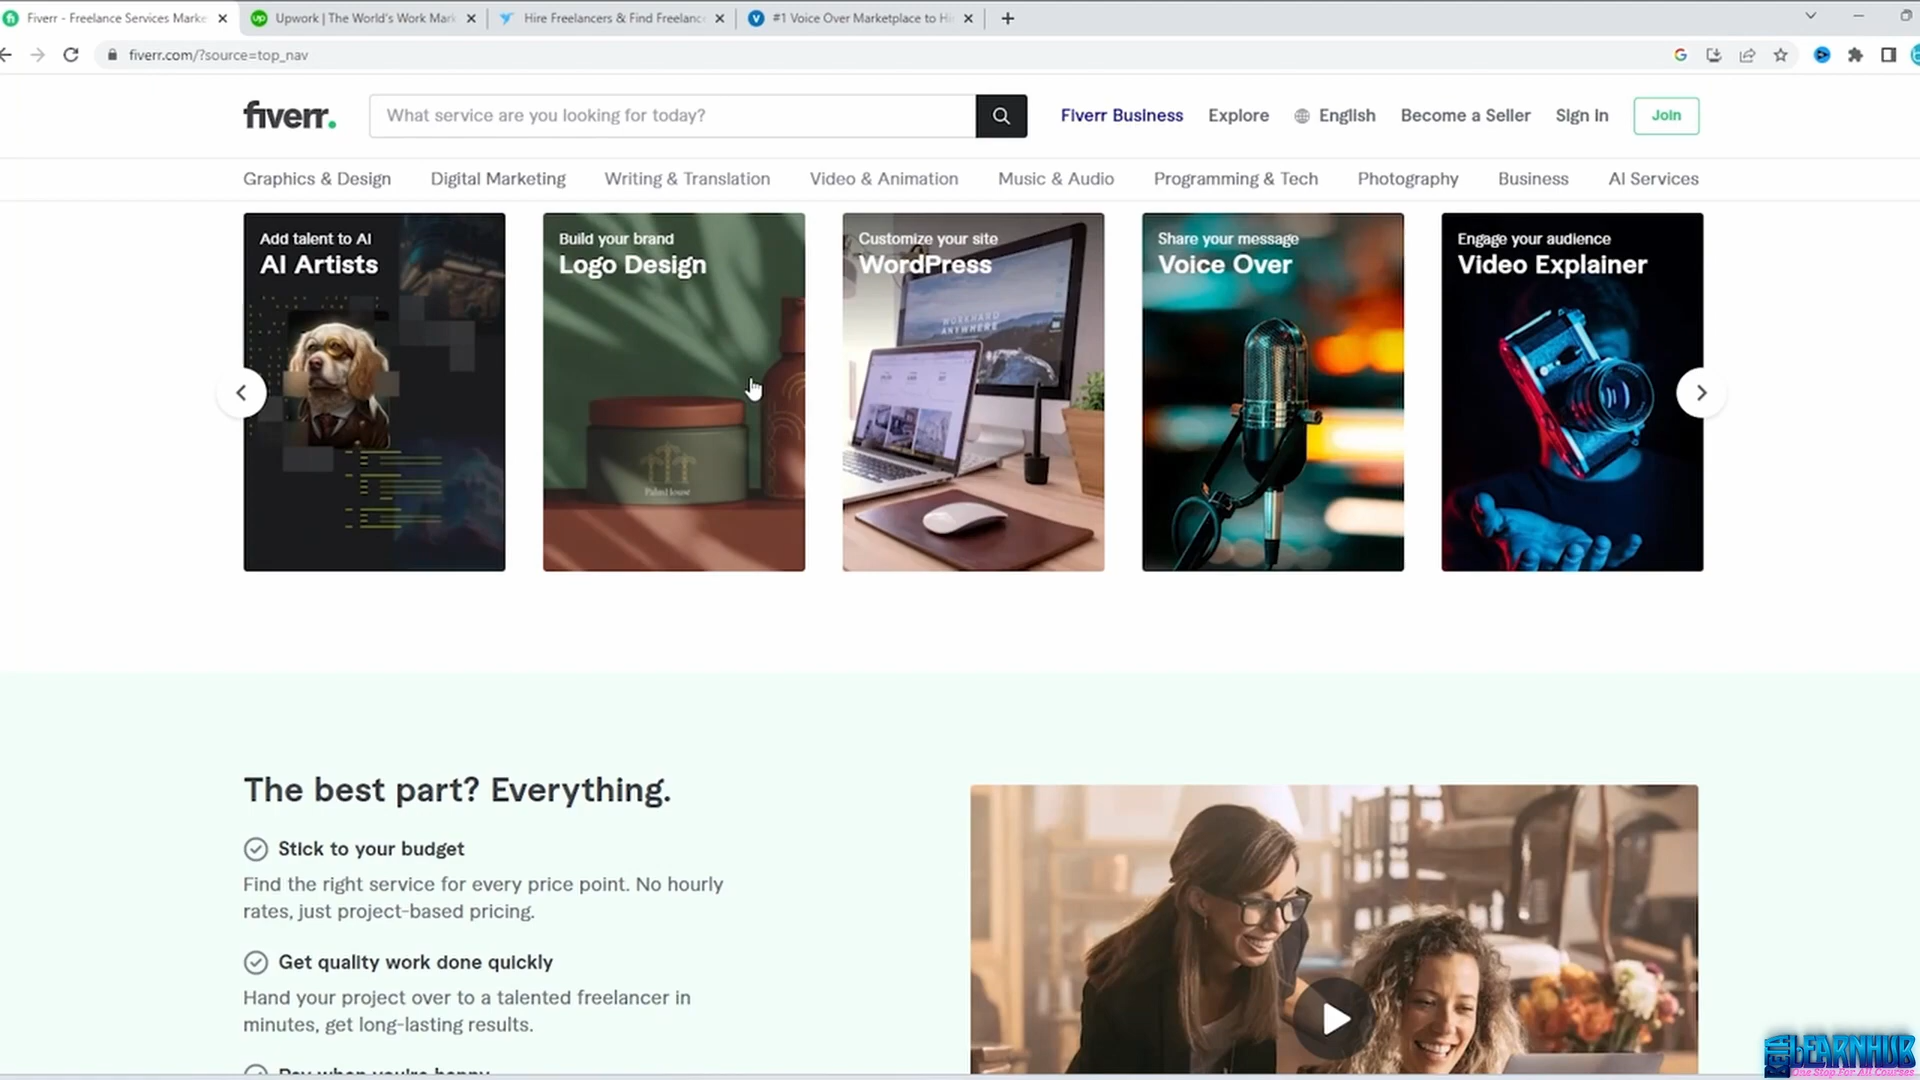 Fiverr - Freelance Services Marke
Upwork | The World's Work Mark
Hire Freelancers & Find Freelanc
#1 Voice Over Marketplace to Hi
fiverr.com/?source=top_nav
fiverr.
What service are you looking for today?
Fiverr Business
Explore
English
Become a Seller
Sign In
Join
Graphics & Design
Digital Marketing
Writing & Translation
Video & Animation
Music & Audio
Programming & Tech
Photography
Business
AI Services
Add talent to AI
AI Artists
Build your brand
Logo Design
PalmHouse
Customize your site
WordPress
WORKHARD
ANYWHERE
Share your message
Voice Over
Engage your audience
Video Explainer
The best part? Everything.
Stick to your budget
Find the right service for every price point. No hourly
rates, just project-based pricing.
Get quality work done quickly
Hand your project over to a talented freelancer in
minutes, get long-lasting results.
Pay when you're happy
LEARNHUB
One Stop For All Courses